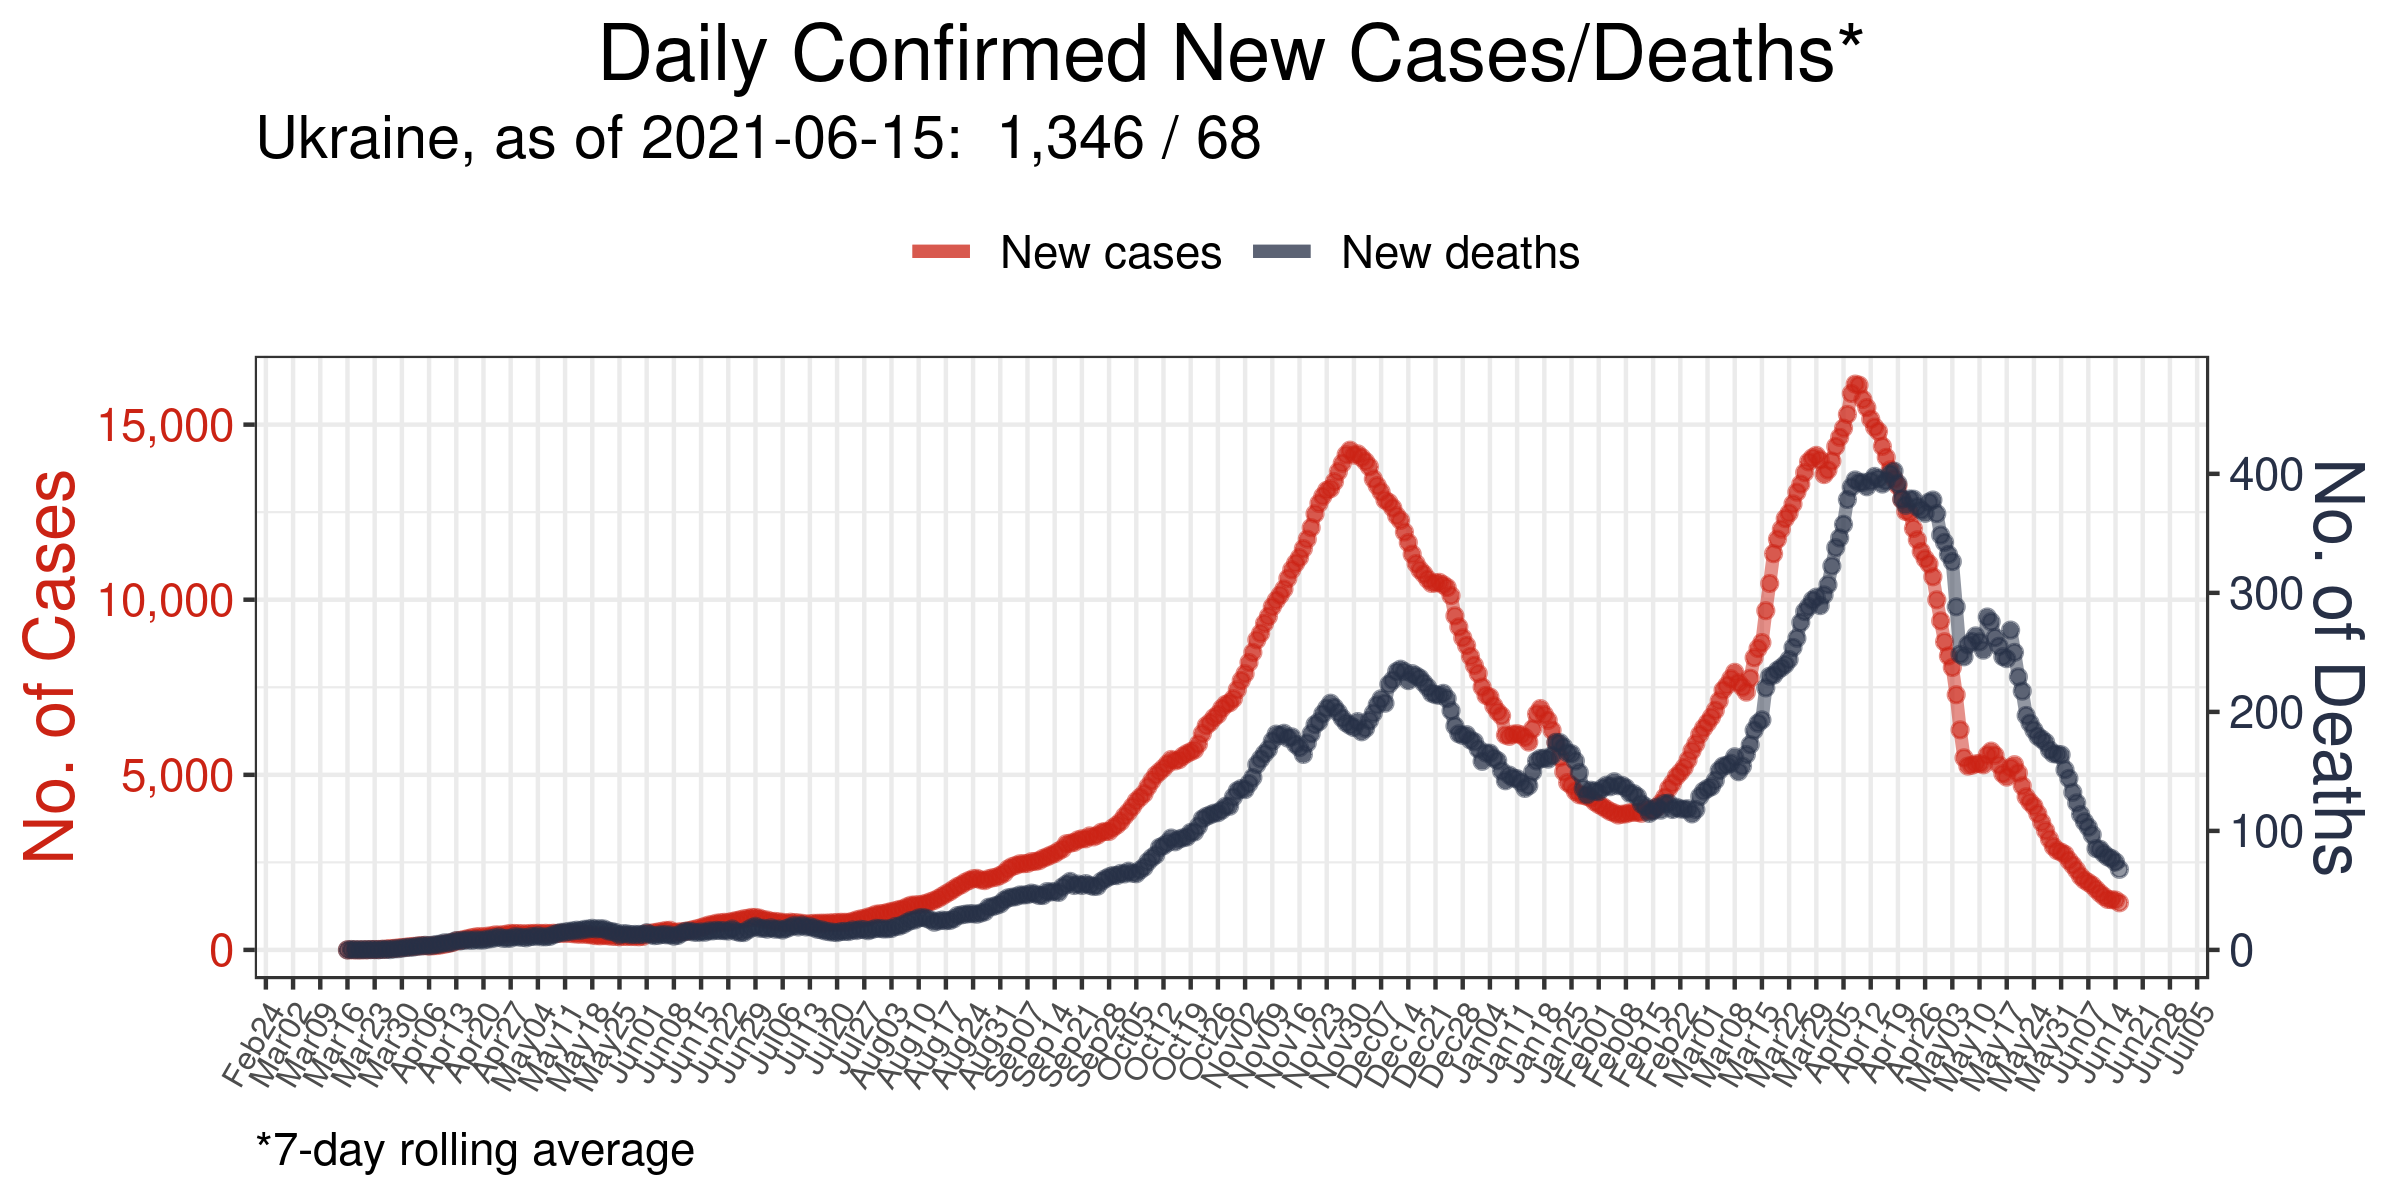 Daily Confirmed New Cases/Deaths*
Ukraine, as of 2021-06-15:  1,346 / 68
New cases
New deaths
No. of Cases
15,000
10,000
5,000
0
No. of Deaths
400
300
200
100
0
Feb24
Mar02
Mar09
Mar16
Mar23
Mar30
Apr06
Apr13
Apr20
Apr27
May04
May11
May18
May25
Jun01
Jun08
Jun15
Jun22
Jun29
Jul06
Jul13
Jul20
Jul27
Aug03
Aug10
Aug17
Aug24
Aug31
Sep07
Sep14
Sep21
Sep28
Oct05
Oct12
Oct19
Oct26
Nov02
Nov09
Nov16
Nov23
Nov30
Dec07
Dec14
Dec21
Dec28
Jan04
Jan11
Jan18
Jan25
Feb01
Feb08
Feb15
Feb22
Mar01
Mar08
Mar15
Mar22
Mar29
Apr05
Apr12
Apr19
Apr26
May03
May10
May17
May24
May31
Jun07
Jun14
Jun21
Jun28
Jul05
*7-day rolling average